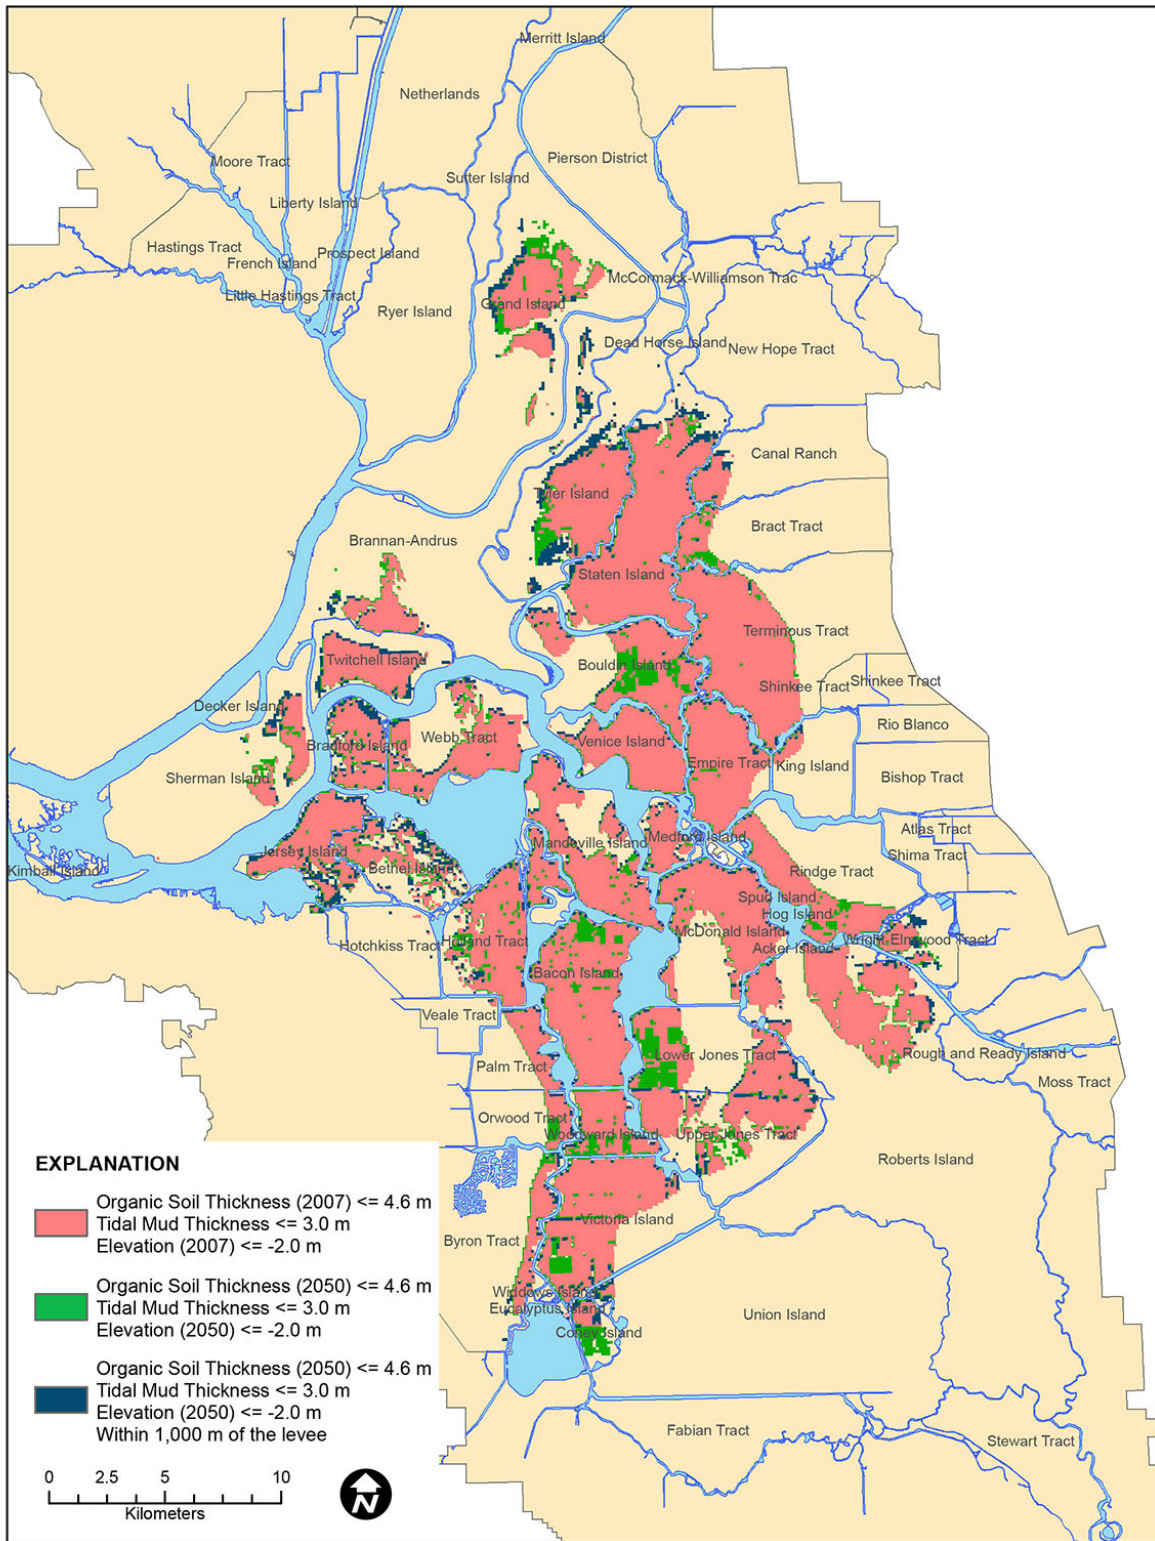 Merritt Island
Netherlands
Moore Tract
Pierson District
Sutter Island
Liberty Island
Hastings Tract
Prospect Island
French Island
McCormack-Williamson Trac
Little Hastings Tract
Grand Island
Ryer Island
Dead Horse Island
New Hope Tract
Canal Ranch
Tyler Island
Bract Tract
Brannan-Andrus
Staten Island
Terminous Tract
Twitchell Island
Bouldin Island
Shinkee Tract
Shinkee Tract
Decker Island
Rio Blanco
Bradford Island
Webb Tract
Venice Island
Empire Tract
King Island
Sherman Island
Bishop Tract
Atlas Tract
Medford Island
Mandeville Island
Jersey Island
Shima Tract
Kimball Island
Bethel Island
Rindge Tract
Spud Island
Hog Island
McDonald Island
Hotchkiss Tract
Holland Tract
Acker Island
Wright-Elmwood Tract
Bacon Island
Veale Tract
Lower Jones Tract
Rough and Ready Island
Palm Tract
Moss Tract
Orwood Tract
Woodward Island
Upper Jones Tract
Roberts Island
Victoria Island
Byron Tract
Widdows Island
Eucalyptus Island
Union Island
Coney Island
Fabian Tract
Stewart Tract
EXPLANATION
Organic Soil Thickness (2007) <= 4.6 m
Tidal Mud Thickness <= 3.0 m
Elevation (2007) <= -2.0 m
Organic Soil Thickness (2050) <= 4.6 m
Tidal Mud Thickness <= 3.0 m
Elevation (2050) <= -2.0 m
Organic Soil Thickness (2050) <= 4.6 m
Tidal Mud Thickness <= 3.0 m
Elevation (2050) <= -2.0 m
Within 1,000 m of the levee
0 2.5 5 10
Kilometers
N